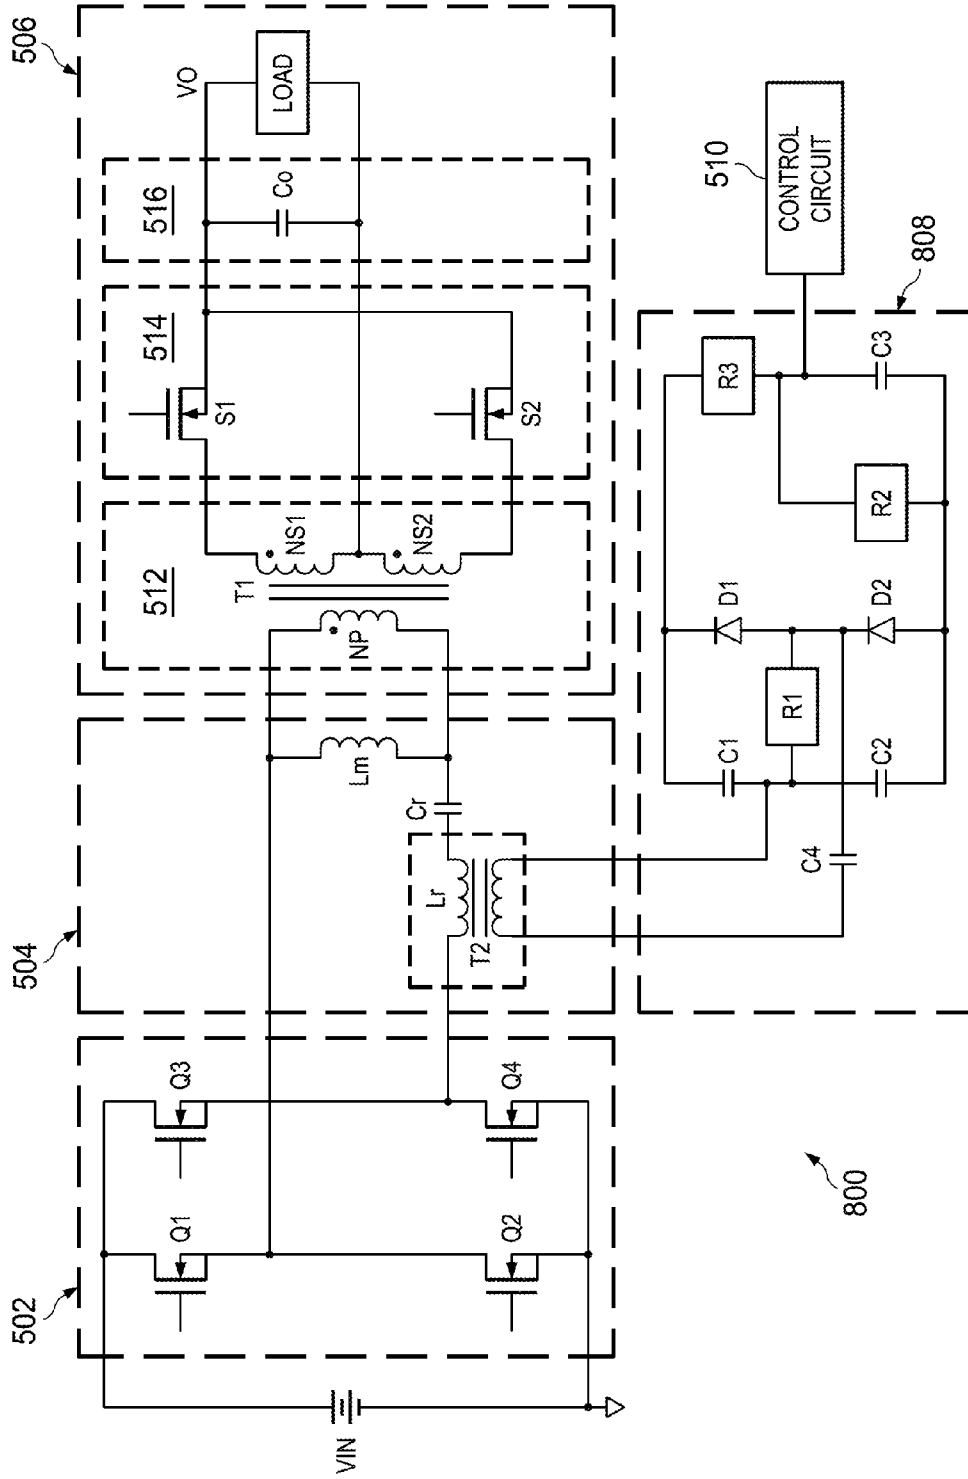 502
504
506
VIN
Q1
Q3
Q2
Q4
Lm
Cr
Lr
T2
512
T1
NP
NS1
NS2
514
S1
S2
516
Co
VO
LOAD
800
808
C4
C1
C2
R1
D1
D2
R2
R3
C3
510
CONTROL
CIRCUIT